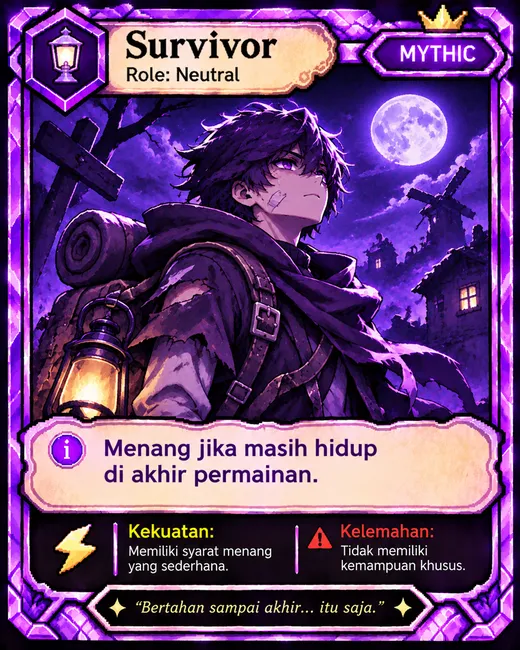 Survivor
Role: Neutral
MYTHIC
i
Menang jika masih hidup
di akhir permainan.
Kekuatan:
Memiliki syarat menang
yang sederhana.
Kelemahan:
Tidak memiliki
kemampuan khusus.
“Bertahan sampai akhir... itu saja.”